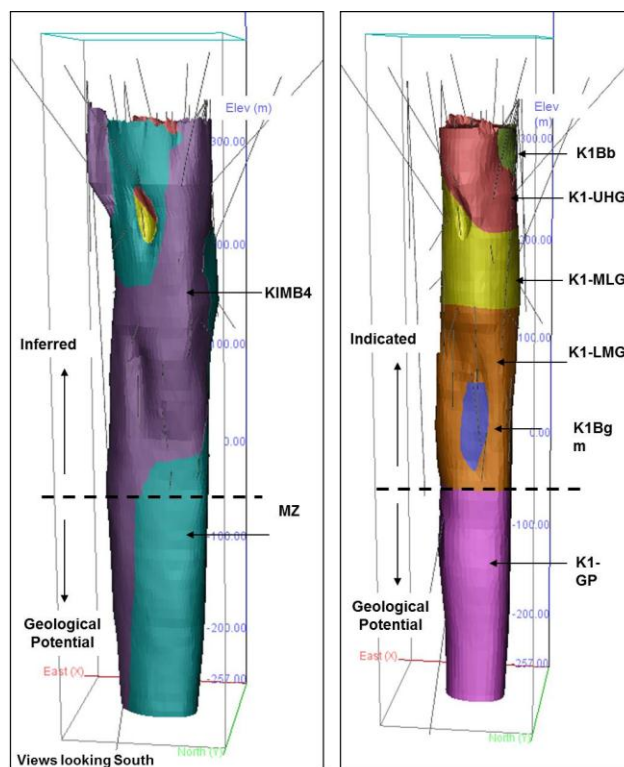 Elev (m)
300.00
200.00
KIMB4
Inferred
100.00
0.00
MZ
-100.00
Geological
Potential
-200.00
East (X)
-257.00
Views looking South
North (Y)
Elev
(m)
300.00
K1Bb
K1-UHG
200.00
K1-MLG
Indicated
100.00
K1-LMG
0.00
K1Bg
m
-100.00
K1-
GP
Geological
Potential
-200.00
East (X)
-257.00
North (Y)